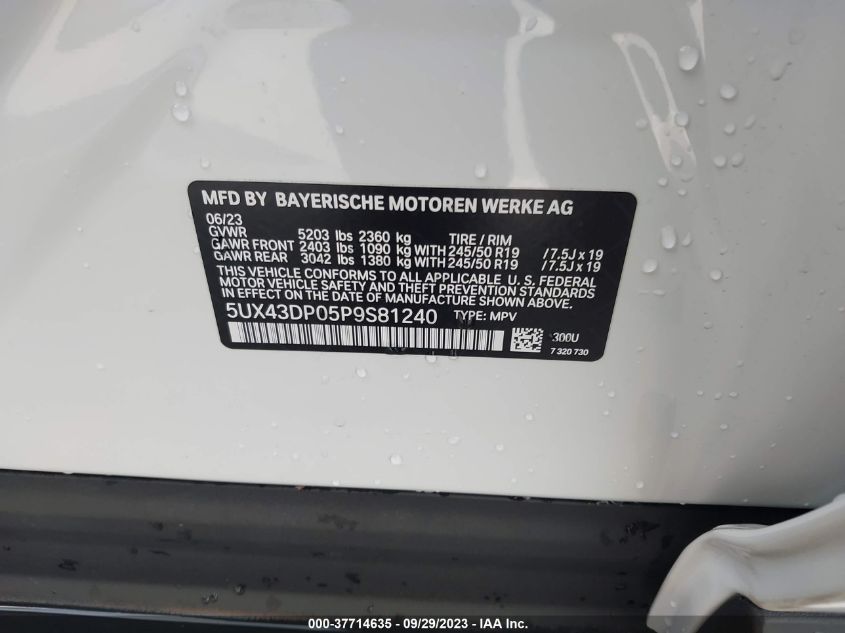 MFD BY BAYERISCHE MOTOREN WERKE AG
06/23
GVWR 5203 lbs 2360 kg TIRE / RIM
GAWR FRONT 2403 lbs 1090 kg WITH 245/50 R19 /7.5J x 19
GAWR REAR 3042 lbs 1380 kg WITH 245/50 R19 /7.5J x 19
THIS VEHICLE CONFORMS TO ALL APPLICABLE U. S. FEDERAL
MOTOR VEHICLE SAFETY AND THEFT PREVENTION STANDARDS
IN EFFECT ON THE DATE OF MANUFACTURE SHOWN ABOVE.
5UX43DP05P9S81240 TYPE: MPV
300U
7 320 730
000-37714635 - 09/29/2023 - IAA Inc.